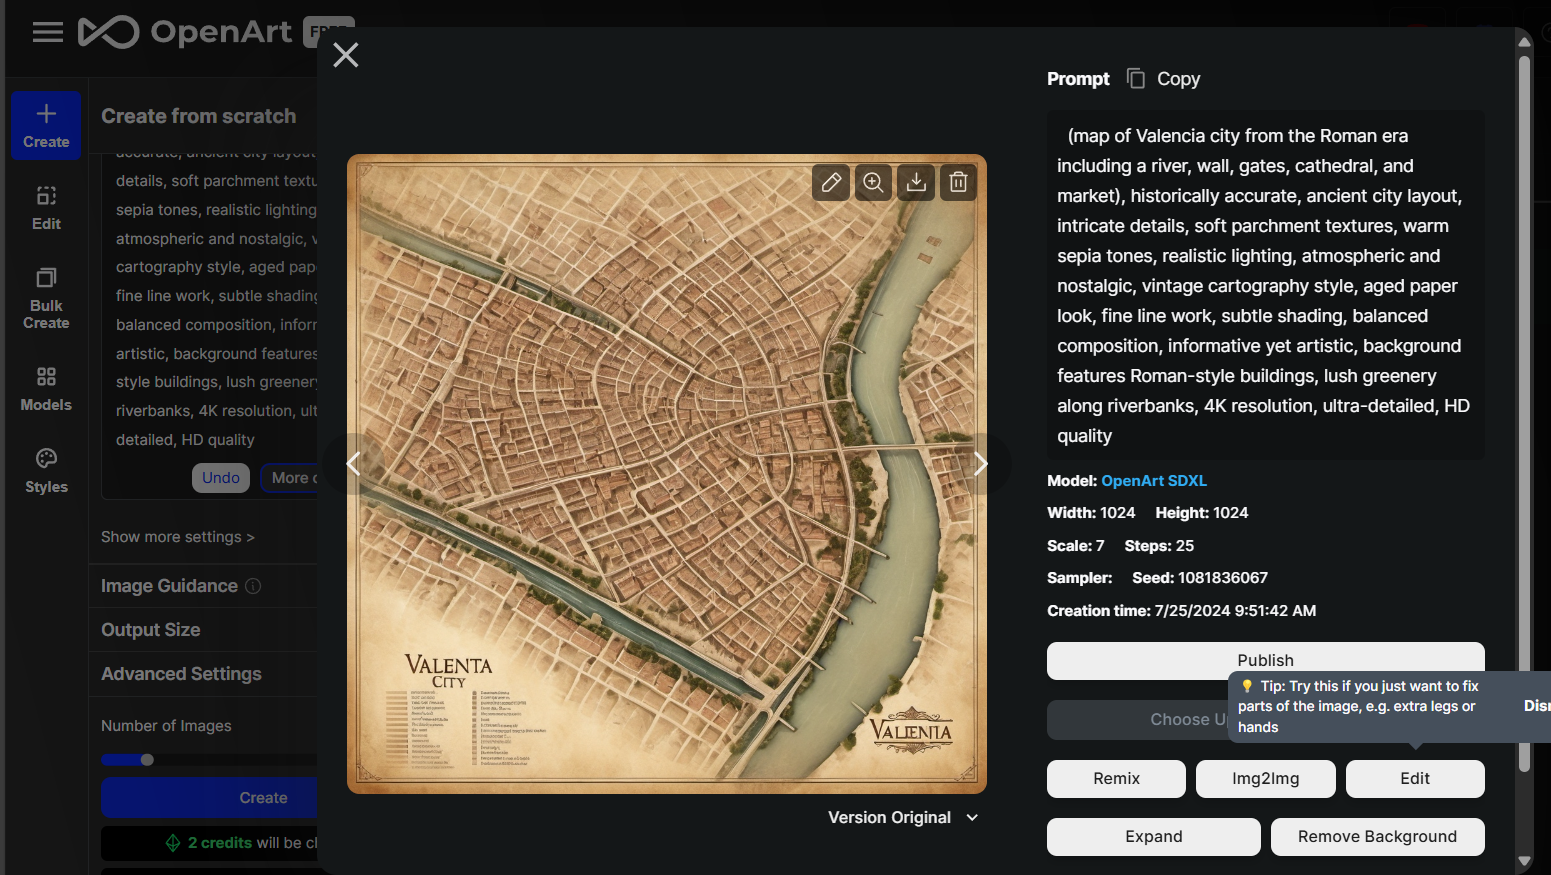 OpenArt
Create from scratch
Create
Edit
Bulk
Create
Models
Styles
accurate, ancient city layout
details, soft parchment textu
sepia tones, realistic lighting
atmospheric and nostalgic, v
cartography style, aged pap
fine line work, subtle shading
balanced composition, infor
artistic, background features
style buildings, lush greenery
riverbanks, 4K resolution, ult
detailed, HD quality
Undo
More c
Show more settings >
Image Guidance
Output Size
Advanced Settings
Number of Images
Create
2 credits will be cl
VALENTA
CITY
VALIENITA
Version Original
Prompt
Copy
(map of Valencia city from the Roman era
including a river, wall, gates, cathedral, and
market), historically accurate, ancient city layout,
intricate details, soft parchment textures, warm
sepia tones, realistic lighting, atmospheric and
nostalgic, vintage cartography style, aged paper
look, fine line work, subtle shading, balanced
composition, informative yet artistic, background
features Roman-style buildings, lush greenery
along riverbanks, 4K resolution, ultra-detailed, HD
quality
Model: OpenArt SDXL
Width: 1024 Height: 1024
Scale: 7 Steps: 25
Sampler: Seed: 1081836067
Creation time: 7/25/2024 9:51:42 AM
Publish
Choose U
💡 Tip: Try this if you just want to fix
parts of the image, e.g. extra legs or
hands
Remix
Img2Img
Edit
Expand
Remove Background